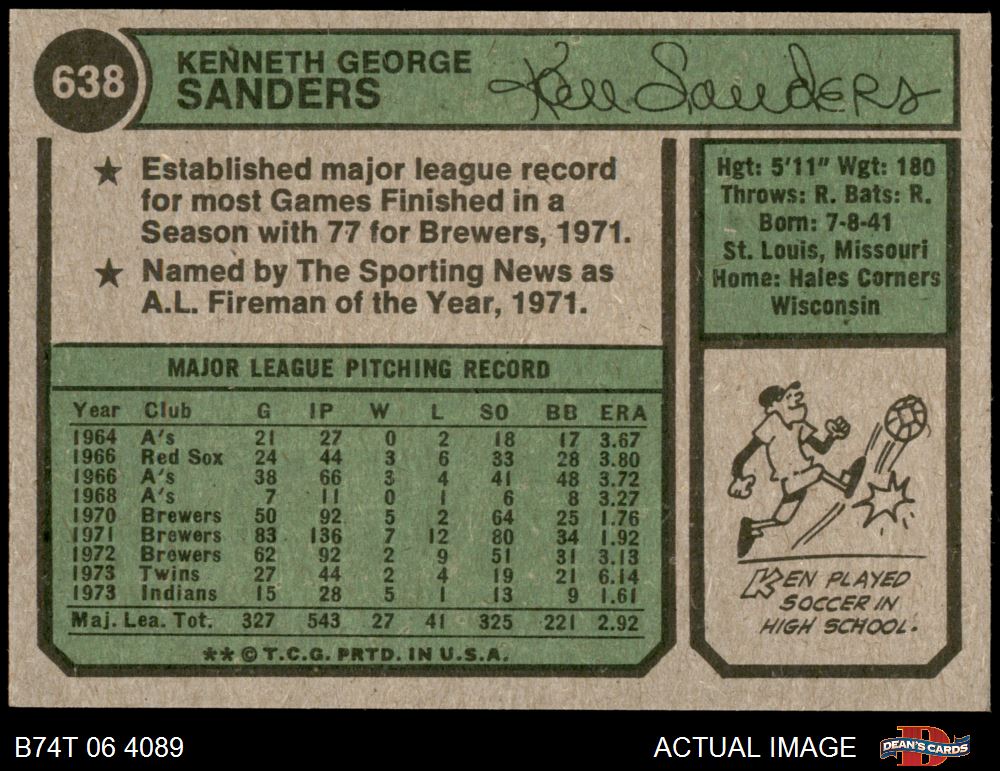 638
KENNETH GEORGE
SANDERS
Ken Sanders
★ Established major league record
for most Games Finished in a
Season with 77 for Brewers, 1971.
★ Named by The Sporting News as
A.L. Fireman of the Year, 1971.
Hgt: 5'11" Wgt: 180
Throws: R. Bats: R.
Born: 7-8-41
St. Louis, Missouri
Home: Hales Corners
Wisconsin
MAJOR LEAGUE PITCHING RECORD
Year Club G IP W L SO BB ERA
1964 A's 21 27 0 2 18 17 3.67
1966 Red Sox 24 44 3 6 33 28 3.80
1966 A's 38 66 3 4 41 48 3.72
1968 A's 7 11 0 1 6 8 3.27
1970 Brewers 50 92 5 2 64 25 1.76
1971 Brewers 83 136 7 12 80 34 1.92
1972 Brewers 62 92 2 9 51 31 3.13
1973 Twins 27 44 2 4 19 21 6.14
1973 Indians 15 28 5 1 13 9 1.61
Maj. Lea. Tot. 327 543 27 41 325 221 2.92
** © T.C.G. PRTD. IN U.S.A.
KEN PLAYED
SOCCER IN
HIGH SCHOOL.
B74T 06 4089
ACTUAL IMAGE
DEAN'S CARDS